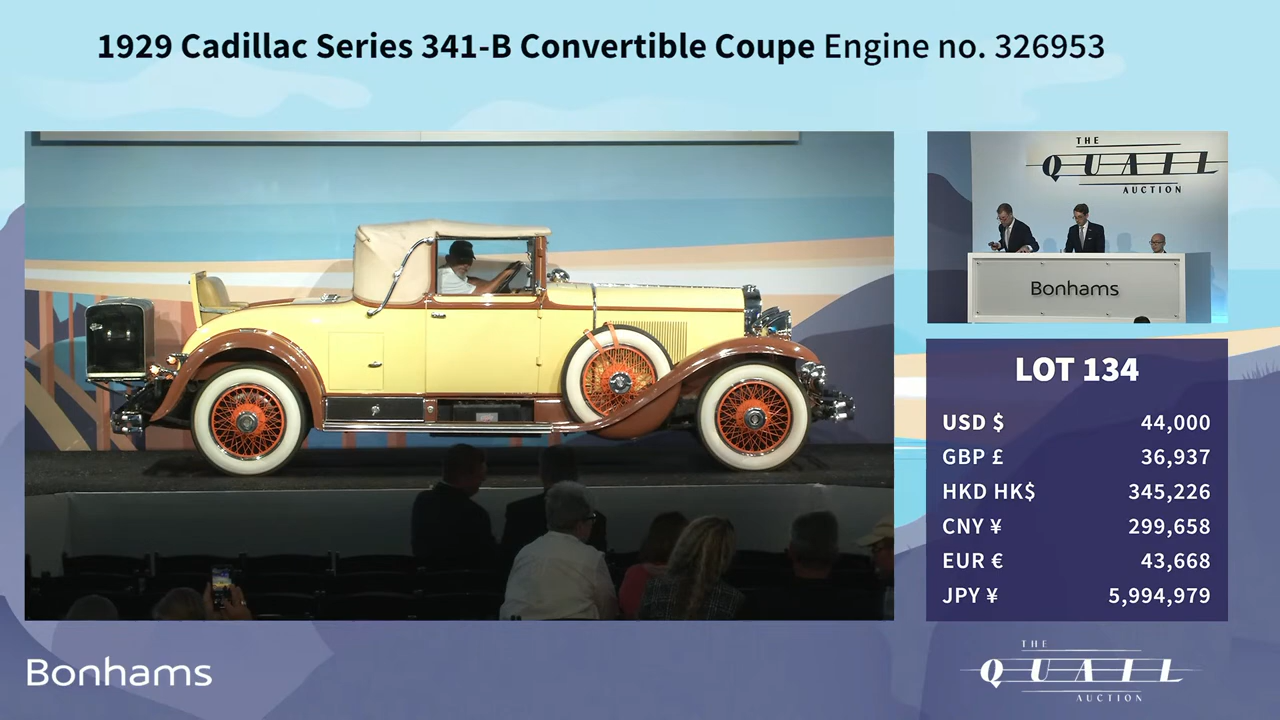 1929 Cadillac Series 341-B Convertible Coupe Engine no. 326953
THE
QUAIL
AUCTION
Bonhams
LOT 134
USD $ 44,000
GBP £ 36,937
HKD HK$ 345,226
CNY ¥ 299,658
EUR € 43,668
JPY ¥ 5,994,979
Bonhams
THE
QUAIL
AUCTION